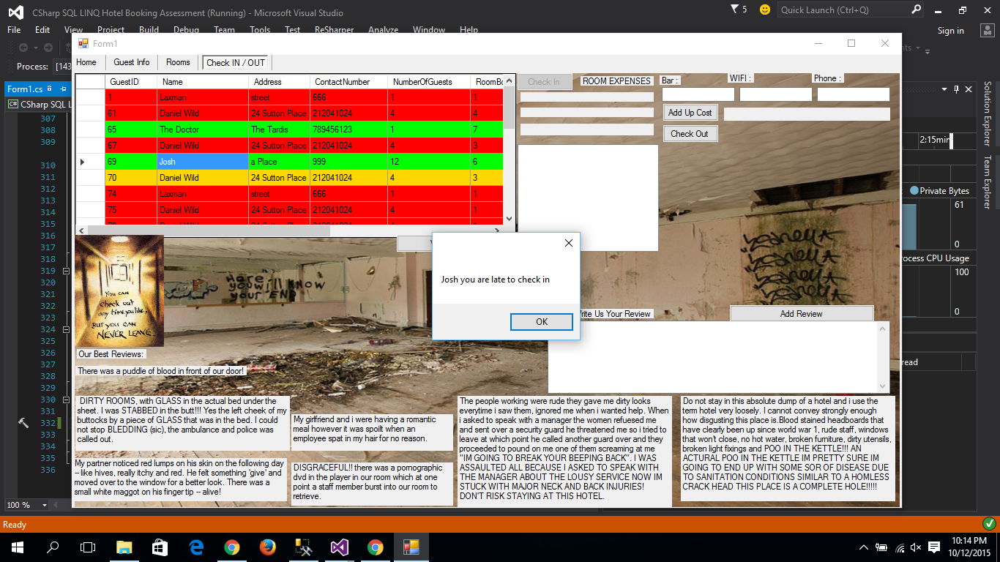 CSharp SQL LINQ Hotel Booking Assessment (Running) - Microsoft Visual Studio
5
Quick Launch (Ctrl+Q)
File Edit View Project Build Debug Team Tools Test ReSharper Analyze Window Help
Sign in
Process: [143
Form1
Home Guest Info Rooms Check IN / OUT
Form1.cs
C# CSharp SQL L
GuestID Name Address ContactNumber NumberOfGuests RoomBo
1 Laxman street 666 1 1
61 Daniel Wild 24 Sutton Place 212041024 4 4
65 The Doctor The Tardis 789456123 1 7
67 Daniel Wild 24 Sutton Place 212041024 4 3
69 Josh a Place 999 12 6
70 Daniel Wild 24 Sutton Place 212041024 4 3
74 Laxman street 666 1 1
75 Daniel Wild 24 Sutton Place 212041024 4 1
Check In ROOM EXPENSES Bar : WIFI : Phone :
Add Up Cost
Check Out
Solution Explorer
Team Explorer
2:15min
Private Bytes
61
0
rocess CPU Usage
100
0
read
307
308
309
310
311
312
313
314
315
316
317
318
319
320
321
322
323
324
325
326
327
328
329
330
331
332
333
334
335
336
YOU CAN
check out
any time you like,
BUT YOU CAN
NEVER LEAVE.
Here
you will KNOW
your END
Josh you are late to check in
OK
rite Us Your Review
Add Review
Our Best Reviews:
There was a puddle of blood in front of our door!
DIRTY ROOMS, with GLASS in the actual bed under the
sheet. I was STABBED in the butt!!! Yes the left cheek of my
buttocks by a piece of GLASS that was in the bed. I could
not stop BLEDDING (sic), the ambulance and police was
called out.
My girlfriend and i were having a romantic
meal however it was spoilt when an
employee spat in my hair for no reason.
My partner noticed red lumps on his skin on the following day
-- like hives, really itchy and red. He felt something 'give' and
moved over to the window for a better look. There was a
small white maggot on his finger tip -- alive!
DISGRACEFUL!! there was a pornographic
dvd in the player in our room which at one
point a staff member burst into our room to
retrieve.
The people working were rude they gave me dirty looks
everytime i saw them, ignored me when i wanted help. When
i asked to speak with a manager the women refuesed me
and sent over a security guard he threatened me so i tried to
leave at which point he called another guard over and they
proceeded to pound on me one of them screaming at me
"IM GOING TO BREAK YOUR BEEPING BACK". I WAS
ASSAULTED ALL BECAUSE I ASKED TO SPEAK WITH
THE MANAGER ABOUT THE LOUSY SERVICE NOW IM
STUCK WITH MAJOR NECK AND BACK INJURIES!
DON'T RISK STAYING AT THIS HOTEL.
Do not stay in this absolute dump of a hotel and i use the
term hotel very loosely. I cannot convey strongly enough
how disgusting this place is.Blood stained headboards that
have clearly been up since world war 1, rude staff, windows
that won't close, no hot water, broken furniture, dirty utensils,
broken light fixings and POO IN THE KETTLE!!! AN
ACTURAL POO IN THE KETTLE IM PRETTY SURE IM
GOING TO END UP WITH SOME SOR OF DISEASE DUE
TO SANITATION CONDITIONS SIMILAR TO A HOMLESS
CRACK HEAD THIS PLACE IS A COMPLETE HOLE!!!!!
100 %
Ready
10:14 PM
10/12/2015